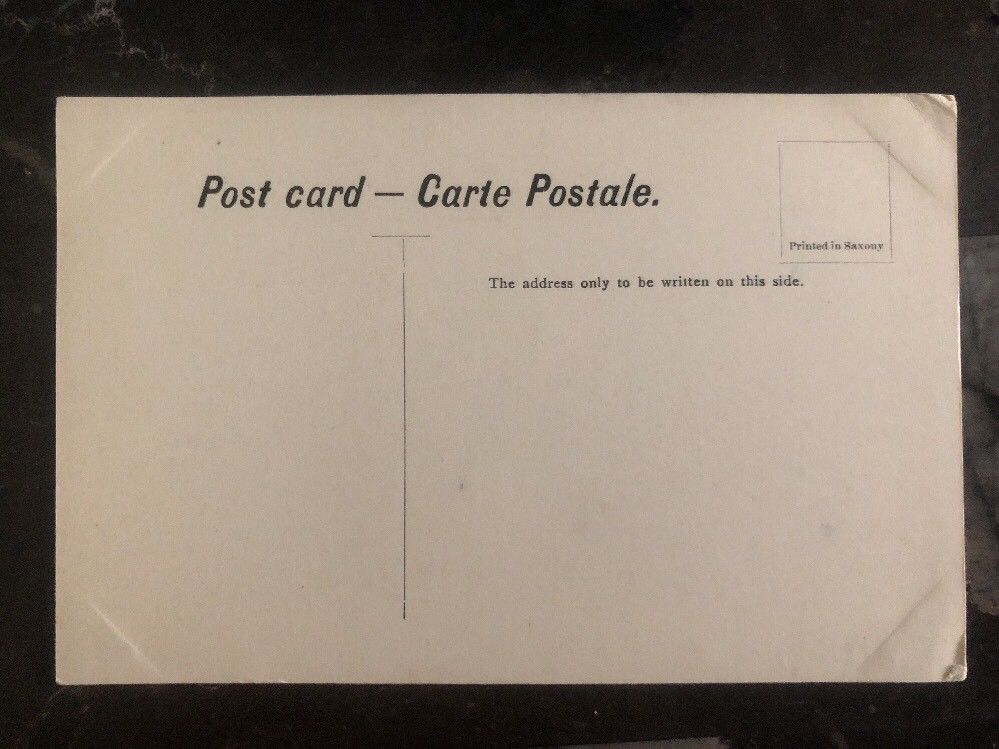 Post card — Carte Postale.
Printed in Saxony
The address only to be written on this side.